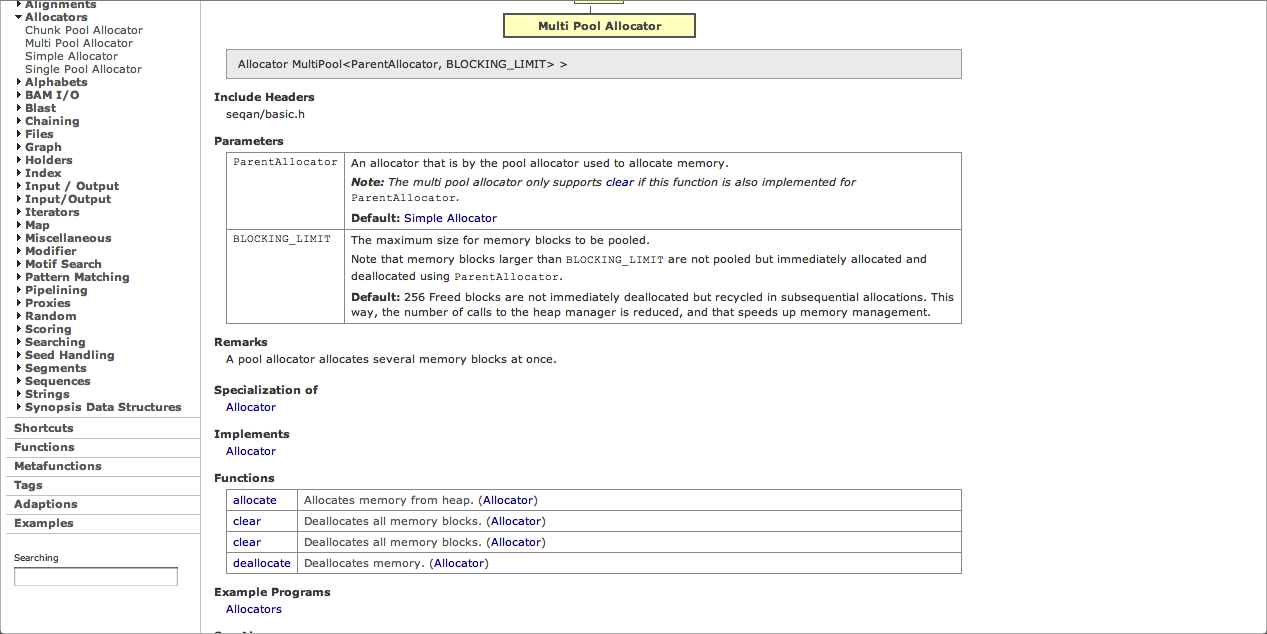 Alignments
Allocators
Chunk Pool Allocator
Multi Pool Allocator
Simple Allocator
Single Pool Allocator
Alphabets
BAM I/O
Blast
Chaining
Files
Graph
Holders
Index
Input / Output
Input/Output
Iterators
Map
Miscellaneous
Modifier
Motif Search
Pattern Matching
Pipelining
Proxies
Random
Scoring
Searching
Seed Handling
Segments
Sequences
Strings
Synopsis Data Structures
Shortcuts
Functions
Metafunctions
Tags
Adaptions
Examples
Searching
Multi Pool Allocator
Allocator MultiPool<ParentAllocator, BLOCKING_LIMIT> >
Include Headers
seqan/basic.h
Parameters
ParentAllocator An allocator that is by the pool allocator used to allocate memory.
Note: The multi pool allocator only supports clear if this function is also implemented for
ParentAllocator.
Default: Simple Allocator
BLOCKING_LIMIT The maximum size for memory blocks to be pooled.
Note that memory blocks larger than BLOCKING_LIMIT are not pooled but immediately allocated and
deallocated using ParentAllocator.
Default: 256 Freed blocks are not immediately deallocated but recycled in subsequential allocations. This
way, the number of calls to the heap manager is reduced, and that speeds up memory management.
Remarks
A pool allocator allocates several memory blocks at once.
Specialization of
Allocator
Implements
Allocator
Functions
allocate Allocates memory from heap. (Allocator)
clear Deallocates all memory blocks. (Allocator)
clear Deallocates all memory blocks. (Allocator)
deallocate Deallocates memory. (Allocator)
Example Programs
Allocators